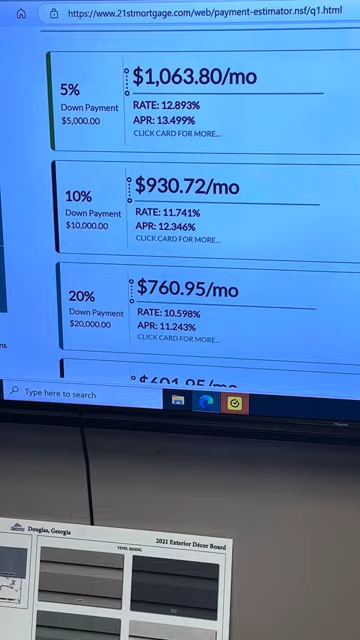 https://www.21stmortgage.com/web/payment-estimator.nsf/q1.html
5%
Down Payment
$5,000.00
$1,063.80/mo
RATE: 12.893%
APR: 13.499%
CLICK CARD FOR MORE...
10%
Down Payment
$10,000.00
$930.72/mo
RATE: 11.741%
APR: 12.346%
CLICK CARD FOR MORE...
20%
Down Payment
$20,000.00
$760.95/mo
RATE: 10.598%
APR: 11.243%
CLICK CARD FOR MORE...
ns
Type here to search
Douglas, Georgia
2021 Exterior Décor Board
VINYL SIDING